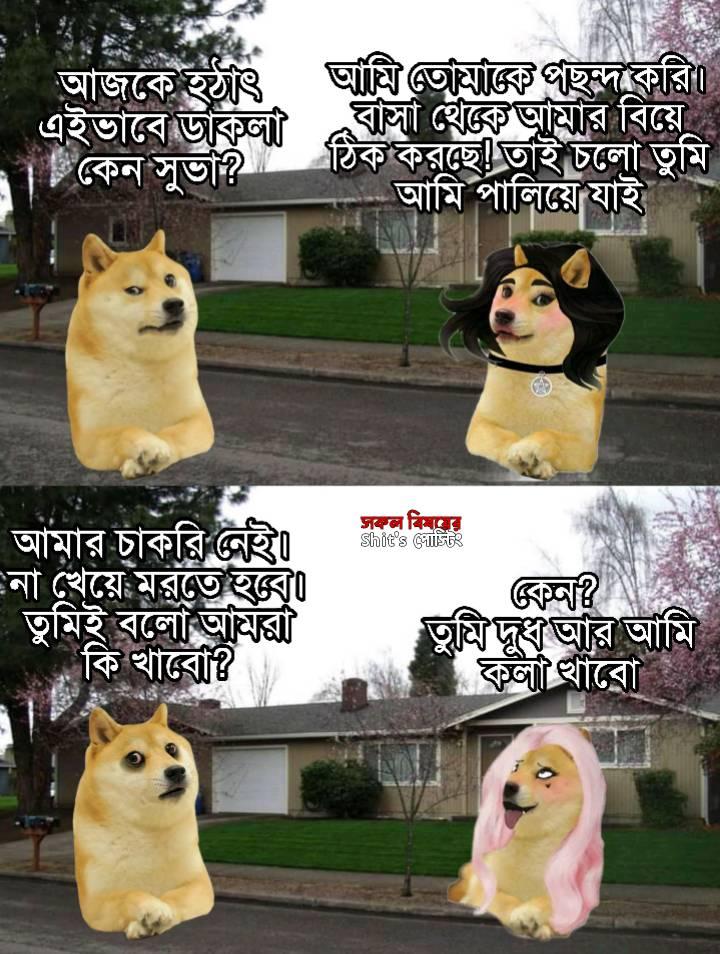 আজকে হঠাৎ
এইভাবে ডাকলা
কেন সুভা?
আমি তোমাকে পছন্দ করি।
বাসা থেকে আমার বিয়ে
ঠিক করছে! তাই চলো তুমি
আমি পালিয়ে যাই
আমার চাকরি নেই।
না খেয়ে মরতে হবে।
তুমিই বলো আমরা
কি খাবো?
সকল বিষয়ের
Shit's পোস্টিং
কেন?
তুমি দুধ আর আমি
কলা খাবো